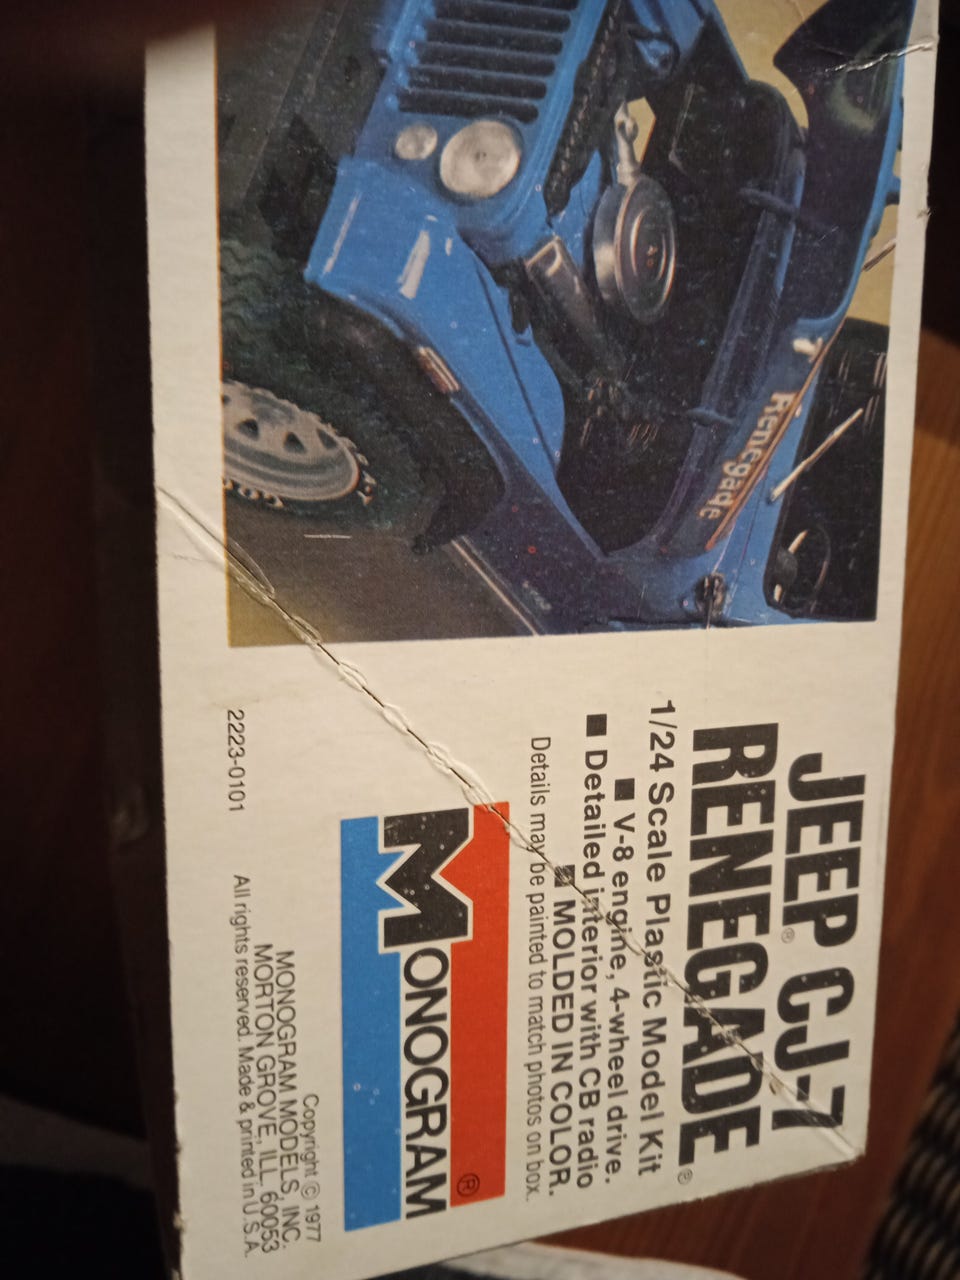 Renegade
JEEP® CJ-7
RENEGADE®
1/24 Scale Plastic Model Kit
■ V-8 engine, 4-wheel drive.
■ Detailed interior with CB radio
■ MOLDED IN COLOR.
Details may be painted to match photos on box.
MONOGRAM®
2223-0101
Copyright © 1977
MONOGRAM MODELS, INC.
MORTON GROVE, ILL. 60053
All rights reserved. Made & printed in U.S.A.